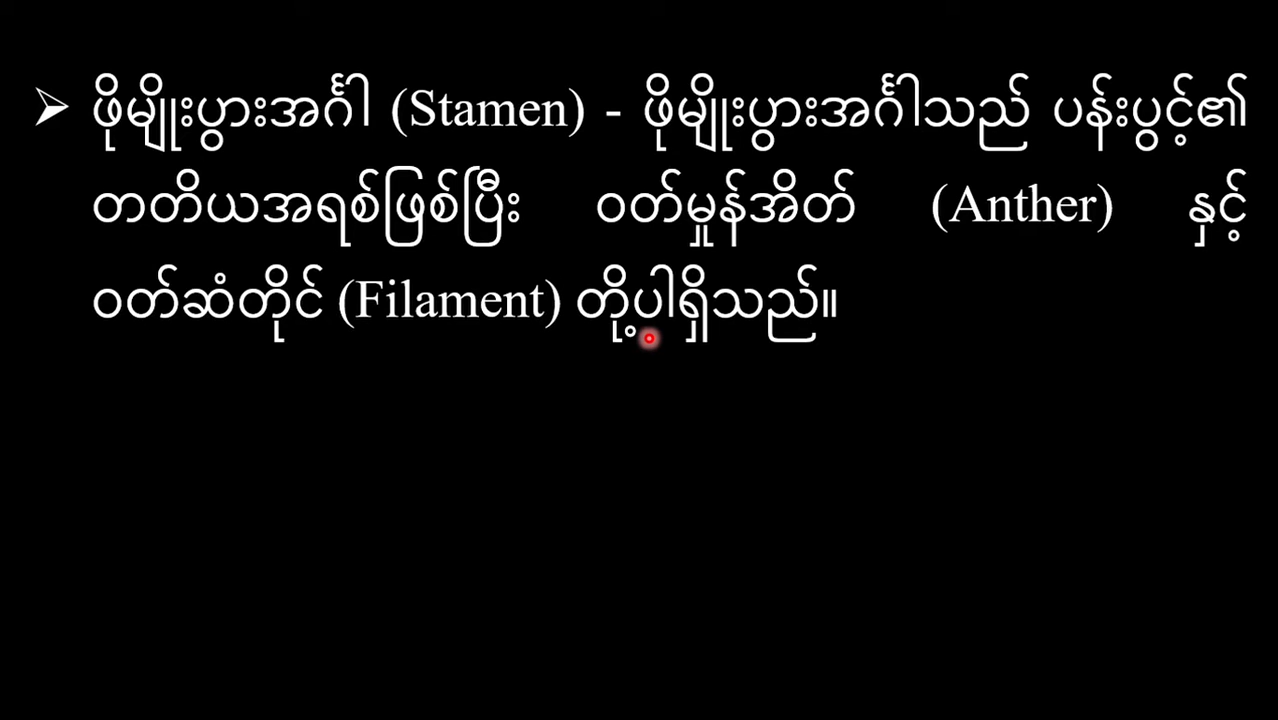 ➢ ဖိုမျိုးပွားအင်္ဂါ (Stamen) - ဖိုမျိုးပွားအင်္ဂါသည် ပန်းပွင့်၏
တတိယအရစ်ဖြစ်ပြီး ဝတ်မှုန်အိတ် (Anther) နှင့်
ဝတ်ဆံတိုင် (Filament) တို့ပါရှိသည်။